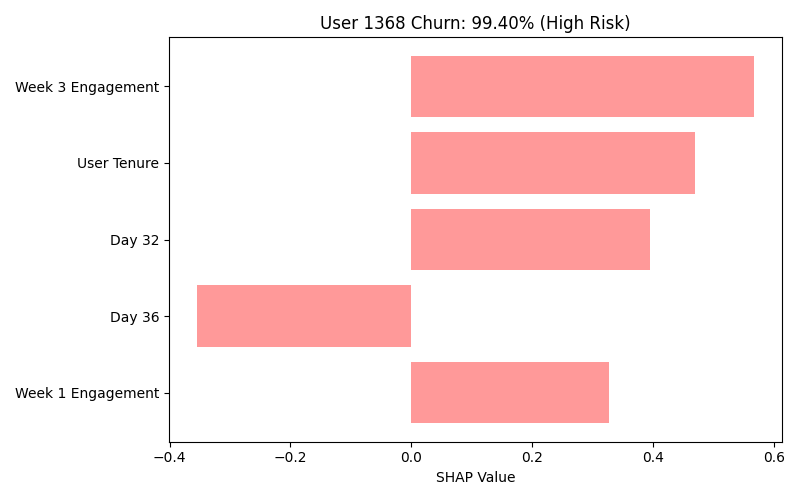 User 1368 Churn: 99.40% (High Risk)
Week 3 Engagement
User Tenure
Day 32
Day 36
Week 1 Engagement
−0.4 −0.2 0.0 0.2 0.4 0.6
SHAP Value